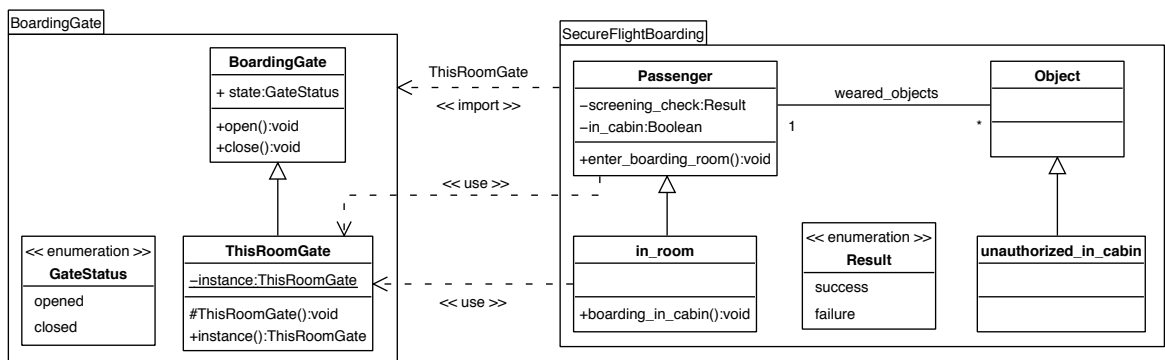 BoardingGate
BoardingGate
+ state:GateStatus
+open():void
+close():void
<< enumeration >>
GateStatus
opened
closed
ThisRoomGate
−instance:ThisRoomGate
#ThisRoomGate():void
+instance():ThisRoomGate
ThisRoomGate
<< import >>
<< use >>
<< use >>
SecureFlightBoarding
Passenger
−screening_check:Result
−in_cabin:Boolean
+enter_boarding_room():void
weared_objects
1
*
Object
in_room
+boarding_in_cabin():void
<< enumeration >>
Result
success
failure
unauthorized_in_cabin